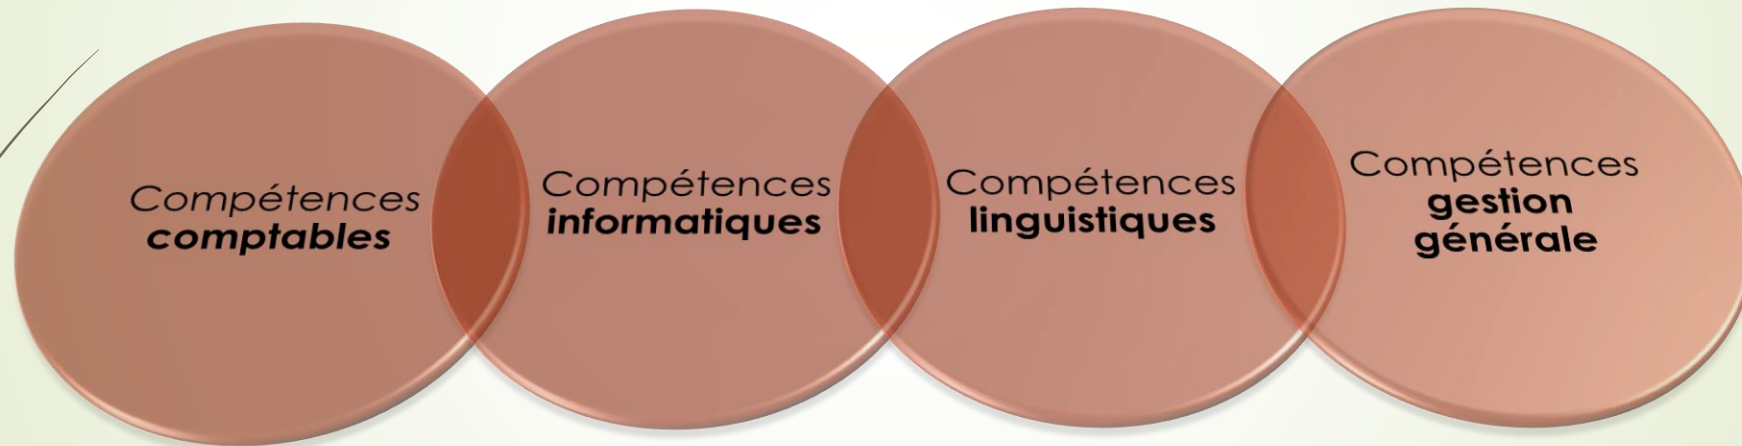 Compétences
comptables
Compétences
informatiques
Compétences
linguistiques
Compétences
gestion
générale